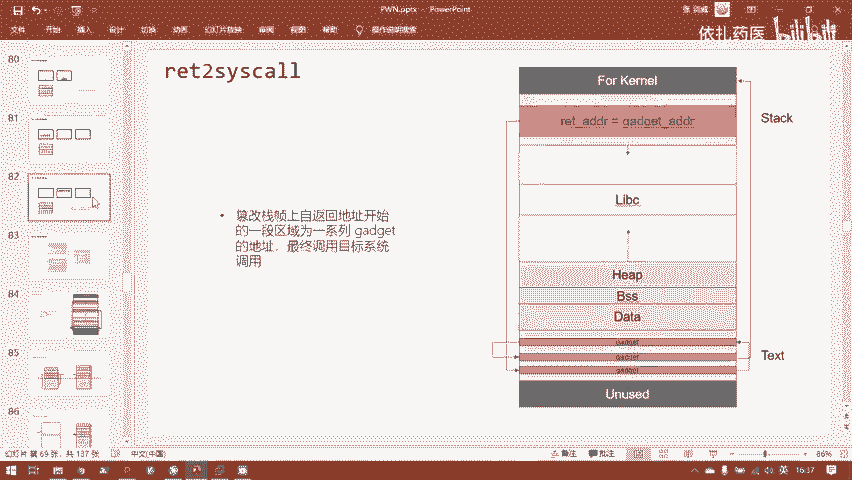 PWN.pptx - PowerPoint
文件 开始 插入 设计 切换 动画 幻灯片放映 审阅 视图 帮助 操作说明搜索
依扎药医 bilibili
80
81
82
83
84
85
86
ret2syscall
篡改栈帧上自返回地址开始
的一段区域为一系列 gadget
的地址，最终调用目标系统
调用
For Kernel
Stack
ret_addr = gadget_addr
Libc
Heap
Bss
Data
gadget
gadget
gadget
Text
Unused
幻灯片 第 69 张，共 137 张 中文(中国) 备注 批注 86%
英 16:37